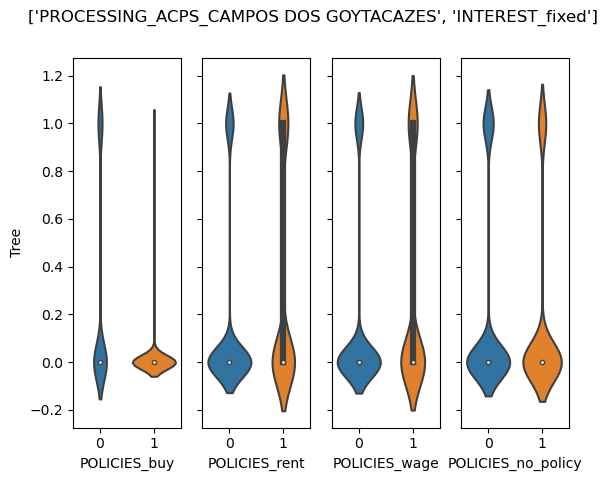 ['PROCESSING_ACPS_CAMPOS DOS GOYTACAZES', 'INTEREST_fixed']
1.2
1.0
0.8
0.6
0.4
0.2
0.0
−0.2
Tree
0 1 0 1 0 1 0 1
POLICIES_buy POLICIES_rent POLICIES_wage POLICIES_no_policy